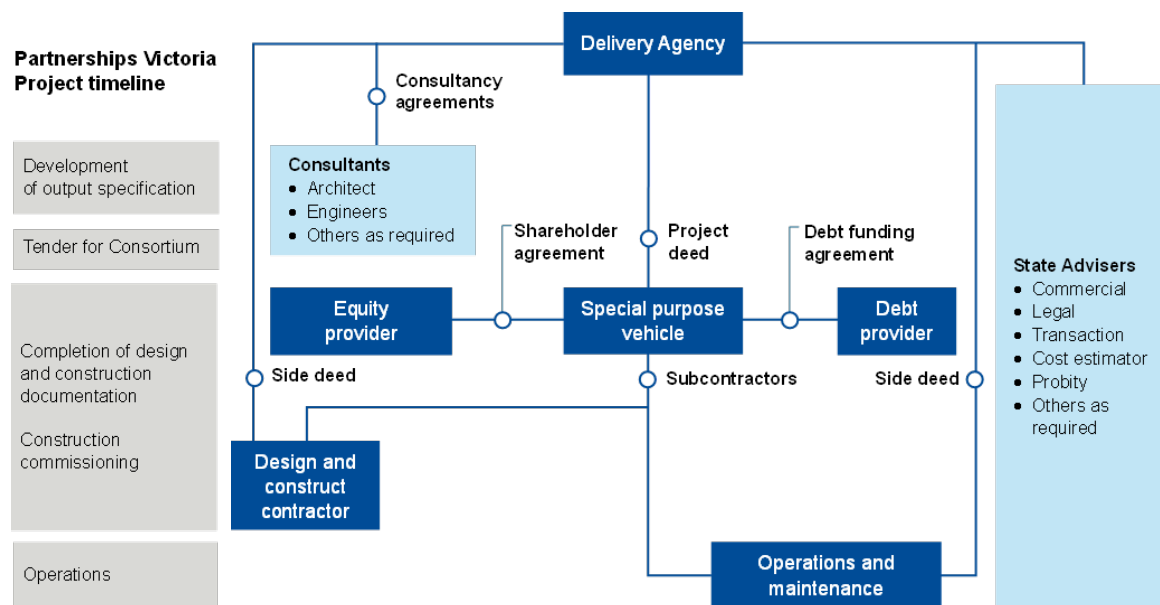 Partnerships Victoria
Project timeline
Delivery Agency
Consultancy
agreements
Development
of output specification
Consultants
• Architect
• Engineers
• Others as required
Tender for Consortium
Shareholder
agreement
Project
deed
Debt funding
agreement
State Advisers
• Commercial
• Legal
• Transaction
• Cost estimator
• Probity
• Others as
required
Equity
provider
Special purpose
vehicle
Debt
provider
Completion of design
and construction
documentation
Side deed
Subcontractors
Side deed
Construction
commissioning
Design and
construct
contractor
Operations
Operations and
maintenance